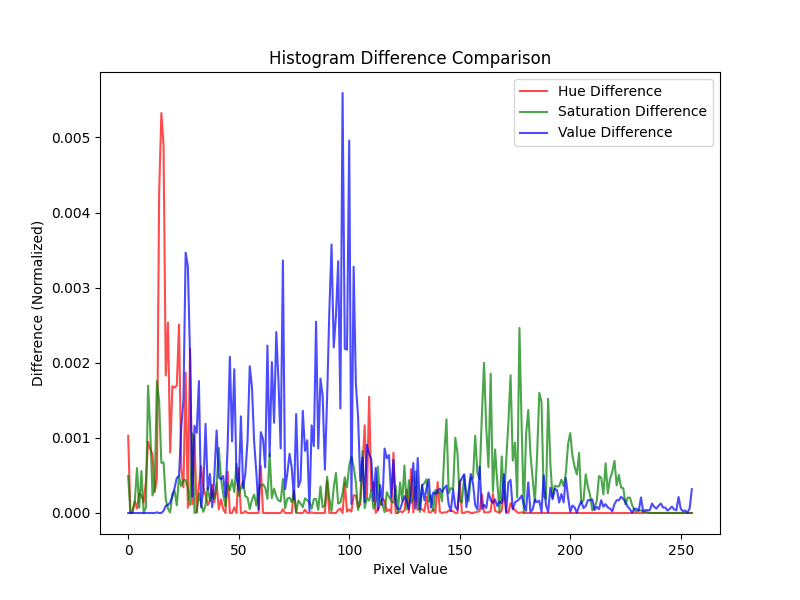 Histogram Difference Comparison
Hue Difference
Saturation Difference
Value Difference
Difference (Normalized)
0.005
0.004
0.003
0.002
0.001
0.000
0 50 100 150 200 250
Pixel Value